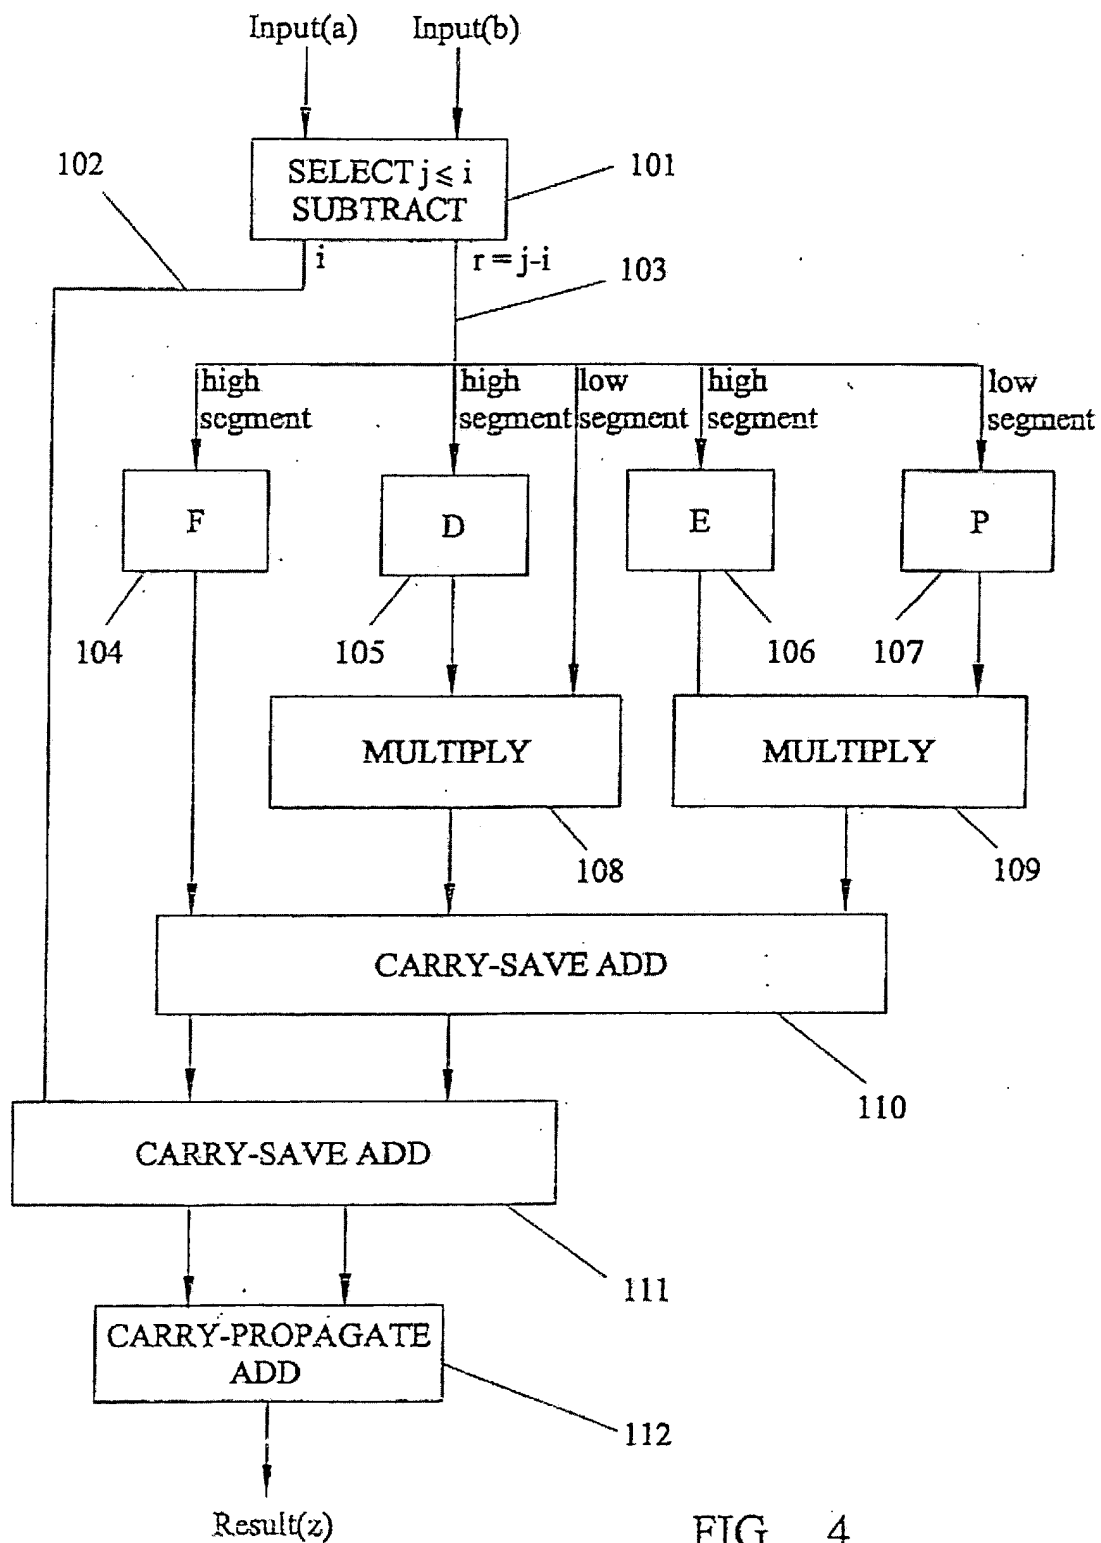 Input(a) Input(b)
102
SELECT j ⩽ i
SUBTRACT
101
i
r = j-i
103
high
segment
high
segment
low
segment
high
segment
low
segment
F
D
E
P
104
105
106
107
MULTIPLY
MULTIPLY
108
109
CARRY-SAVE ADD
110
CARRY-SAVE ADD
111
CARRY-PROPAGATE
ADD
112
Result(z)
FIG 4